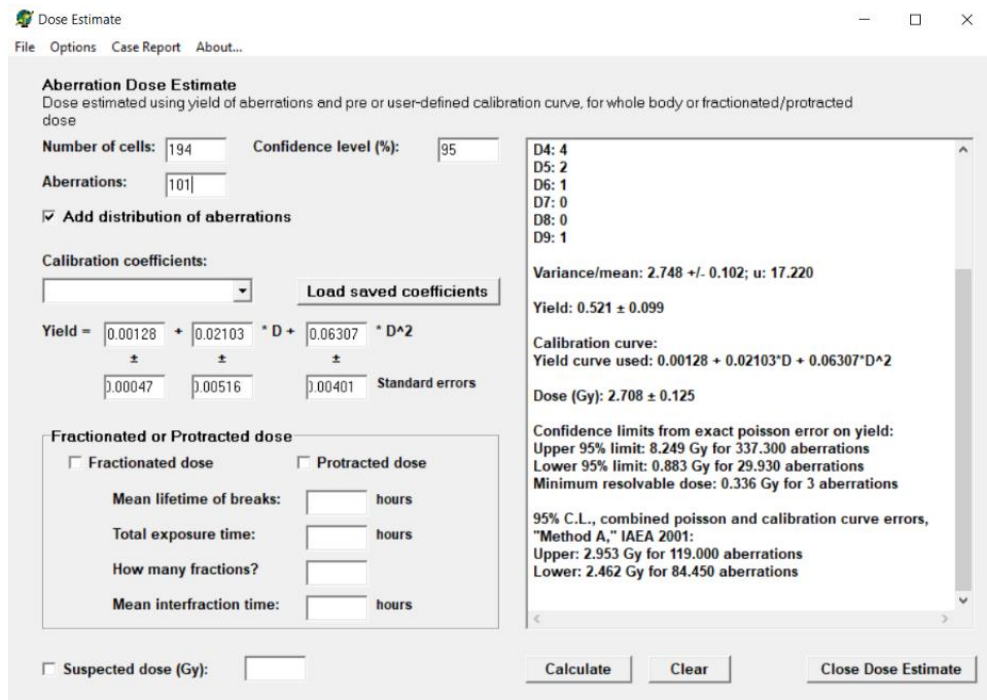 Dose Estimate
File Options Case Report About...
Aberration Dose Estimate
Dose estimated using yield of aberrations and pre or user-defined calibration curve, for whole body or fractionated/protracted
dose
Number of cells: 194 Confidence level (%): 95
Aberrations: 101
Add distribution of aberrations
Calibration coefficients:
Load saved coefficients
Yield = 0.00128 + 0.02103 * D + 0.06307 * D^2
± ± ±
0.00047 0.00516 0.00401 Standard errors
Fractionated or Protracted dose
Fractionated dose Protracted dose
Mean lifetime of breaks: hours
Total exposure time: hours
How many fractions?
Mean interfraction time: hours
Suspected dose (Gy):
D4: 4
D5: 2
D6: 1
D7: 0
D8: 0
D9: 1
Variance/mean: 2.748 +/- 0.102; u: 17.220
Yield: 0.521 ± 0.099
Calibration curve:
Yield curve used: 0.00128 + 0.02103*D + 0.06307*D^2
Dose (Gy): 2.708 ± 0.125
Confidence limits from exact poisson error on yield:
Upper 95% limit: 8.249 Gy for 337.300 aberrations
Lower 95% limit: 0.883 Gy for 29.930 aberrations
Minimum resolvable dose: 0.336 Gy for 3 aberrations
95% C.L., combined poisson and calibration curve errors,
"Method A," IAEA 2001:
Upper: 2.953 Gy for 119.000 aberrations
Lower: 2.462 Gy for 84.450 aberrations
Calculate Clear Close Dose Estimate